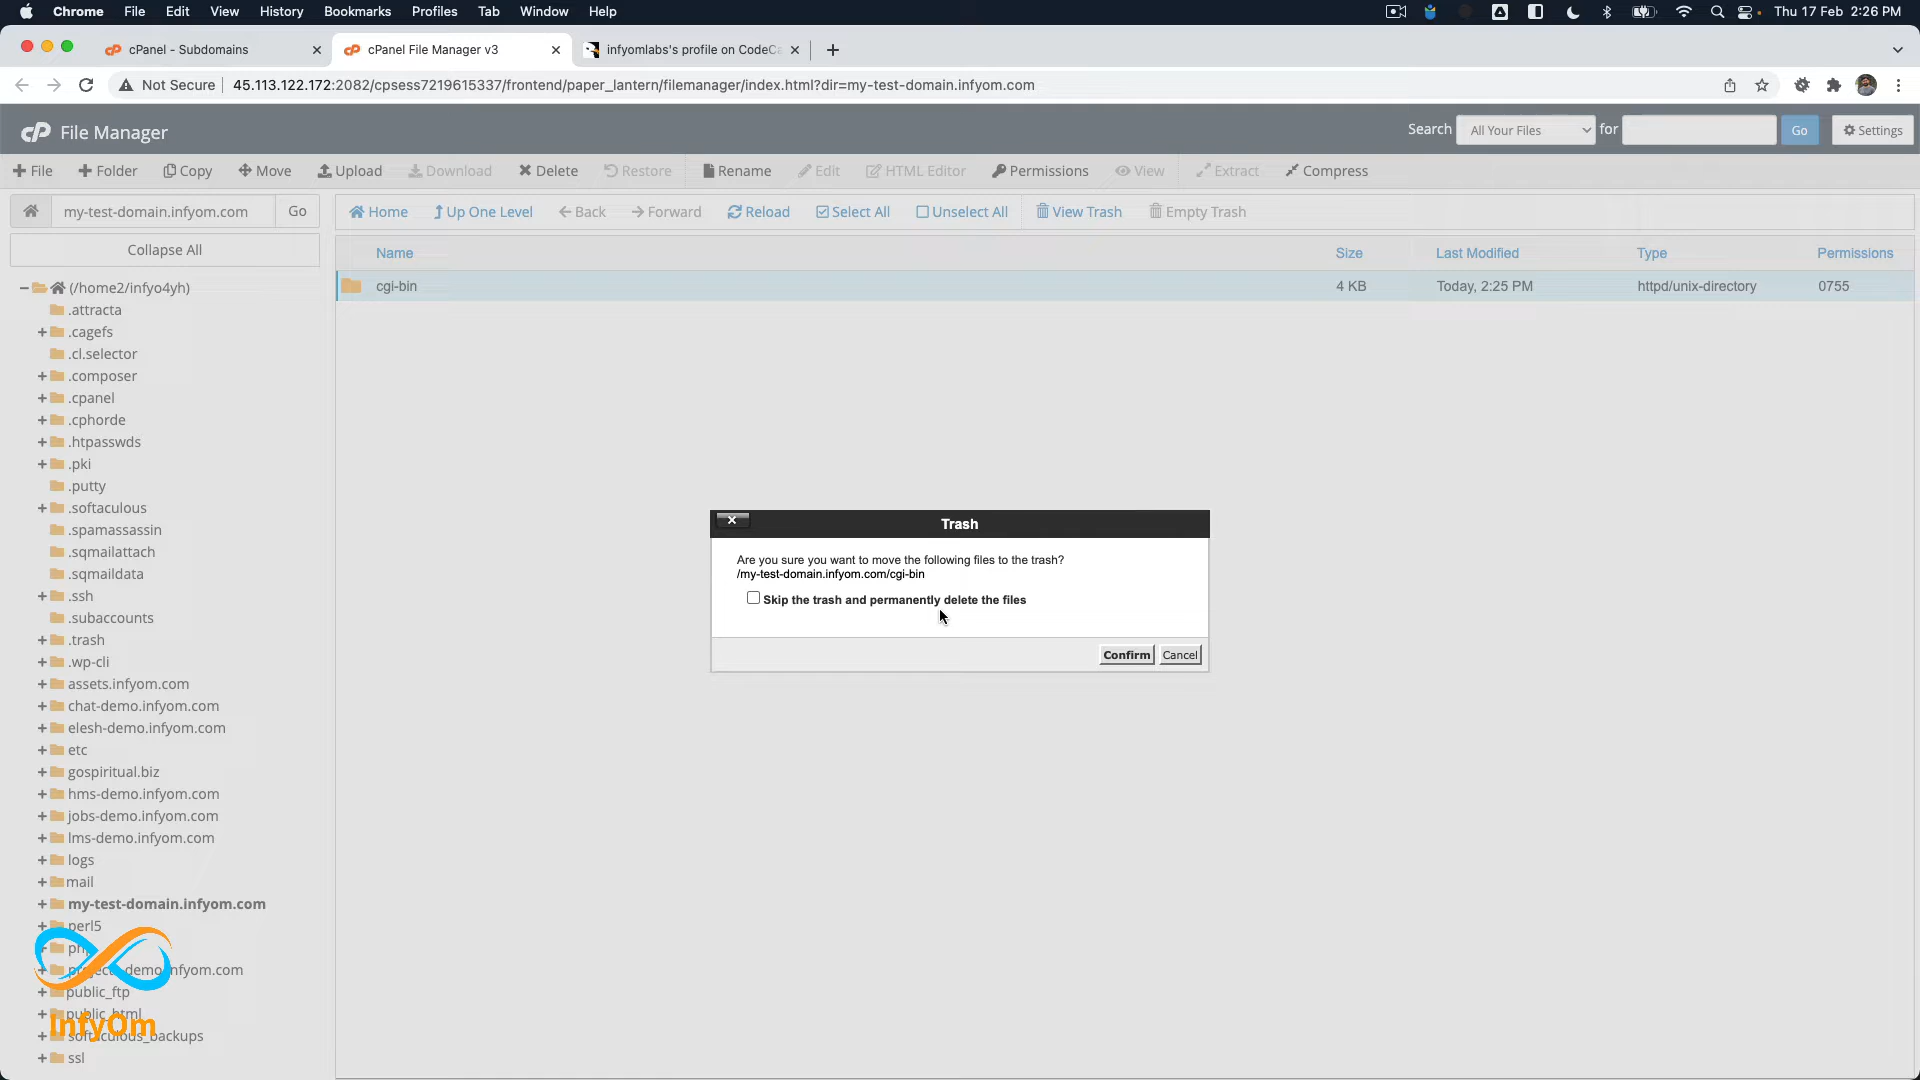 Chrome File Edit View History Bookmarks Profiles Tab Window Help Thu 17 Feb 2:26 PM
cPanel - Subdomains cPanel File Manager v3 infyomlabs's profile on CodeCa
Not Secure 45.113.122.172:2082/cpsess7219615337/frontend/paper_lantern/filemanager/index.html?dir=my-test-domain.infyom.com
cP File Manager Search All Your Files for Go Settings
File Folder Copy Move Upload Download Delete Restore Rename Edit HTML Editor Permissions View Extract Compress
my-test-domain.infyom.com Go Home Up One Level Back Forward Reload Select All Unselect All View Trash Empty Trash
Collapse All
Name Size Last Modified Type Permissions
cgi-bin 4 KB Today, 2:25 PM httpd/unix-directory 0755
(/home2/infyo4yh)
.attracta
.cagefs
.cl.selector
.composer
.cpanel
.cphorde
.htpasswds
.pki
.putty
.softaculous
.spamassassin
.sqmailattach
.sqmaildata
.ssh
.subaccounts
.trash
.wp-cli
assets.infyom.com
chat-demo.infyom.com
elesh-demo.infyom.com
etc
gospiritual.biz
hms-demo.infyom.com
jobs-demo.infyom.com
lms-demo.infyom.com
logs
mail
my-test-domain.infyom.com
perl5
public_ftp
public_html
softaculous_backups
ssl
InfyOm
Trash
Are you sure you want to move the following files to the trash?
/my-test-domain.infyom.com/cgi-bin
Skip the trash and permanently delete the files
Confirm Cancel